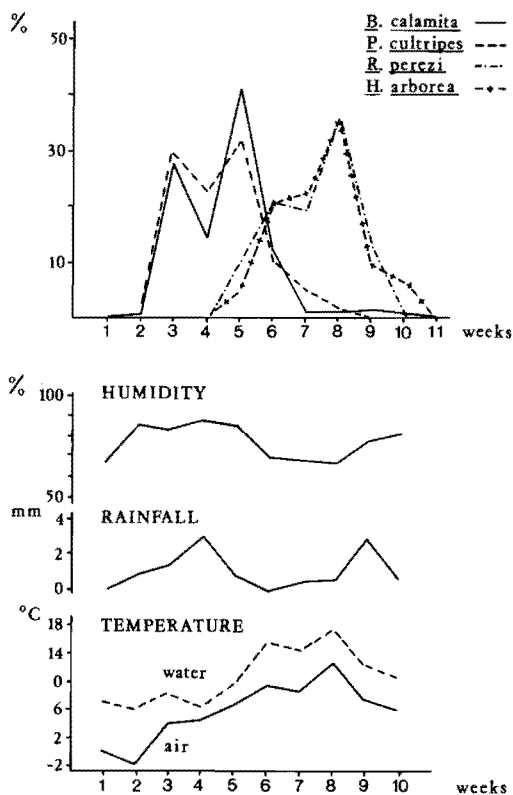 %
50
30
10
B. calamita
P. cultripes
R. perezi
H. arborea
1 2 3 4 5 6 7 8 9 10 11 weeks
% 100
HUMIDITY
50
mm
4
RAINFALL
2
0
°C
18
TEMPERATURE
14
water
0
6
2
air
-2
1 2 3 4 5 6 7 8 9 10 weeks